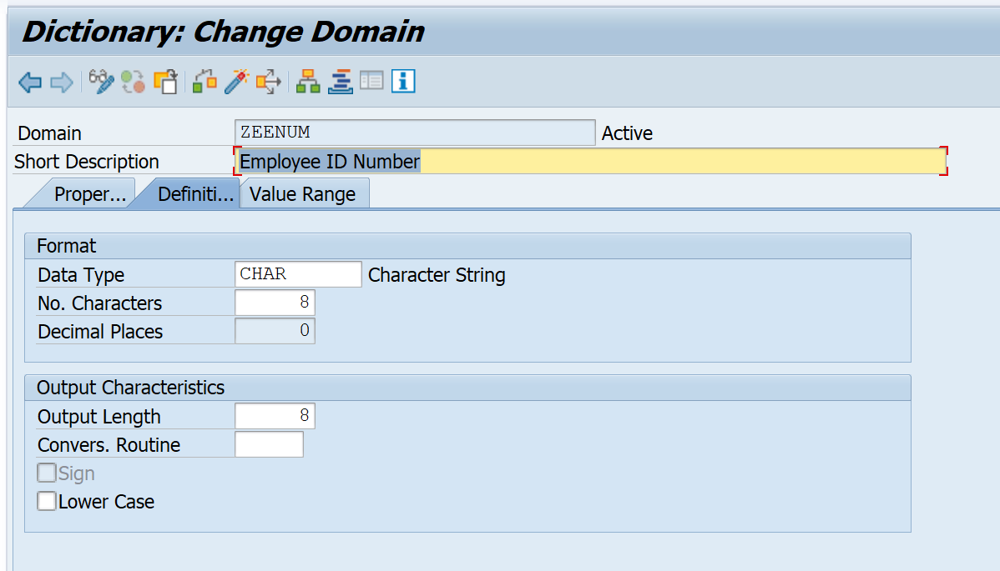 Dictionary: Change Domain
Domain ZEENUM Active
Short Description Employee ID Number
Proper... Definiti... Value Range
Format
Data Type CHAR Character String
No. Characters 8
Decimal Places 0
Output Characteristics
Output Length 8
Convers. Routine
Sign
Lower Case